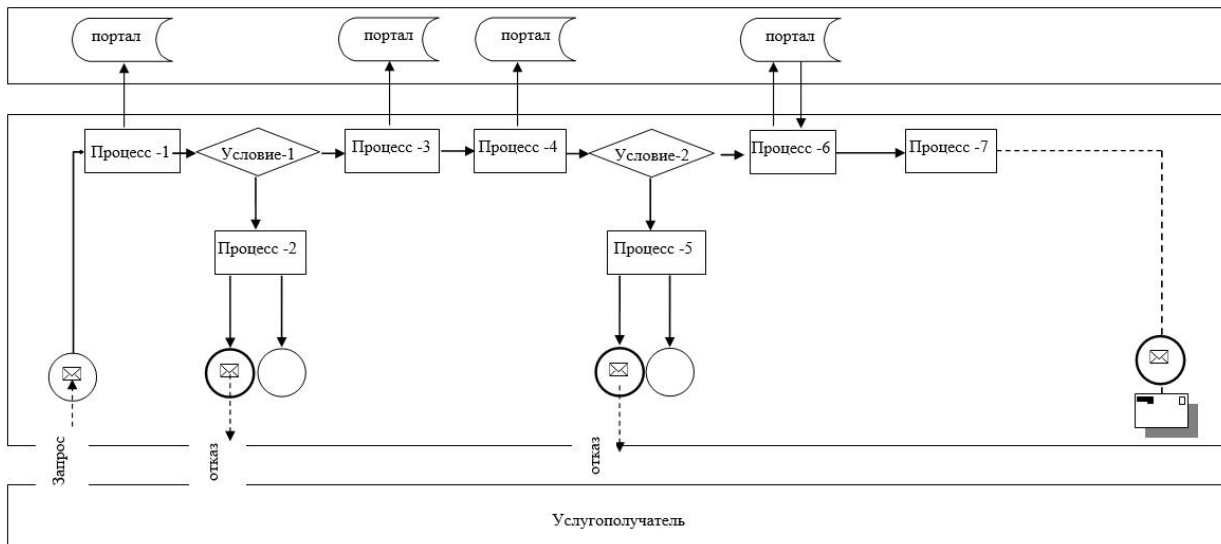 портал
портал
портал
портал
Процесс -1
Условие-1
Процесс -3
Процесс -4
Условие-2
Процесс -6
Процесс -7
Процесс -2
Процесс -5
Запрос
отказ
отказ
Услугополучатель